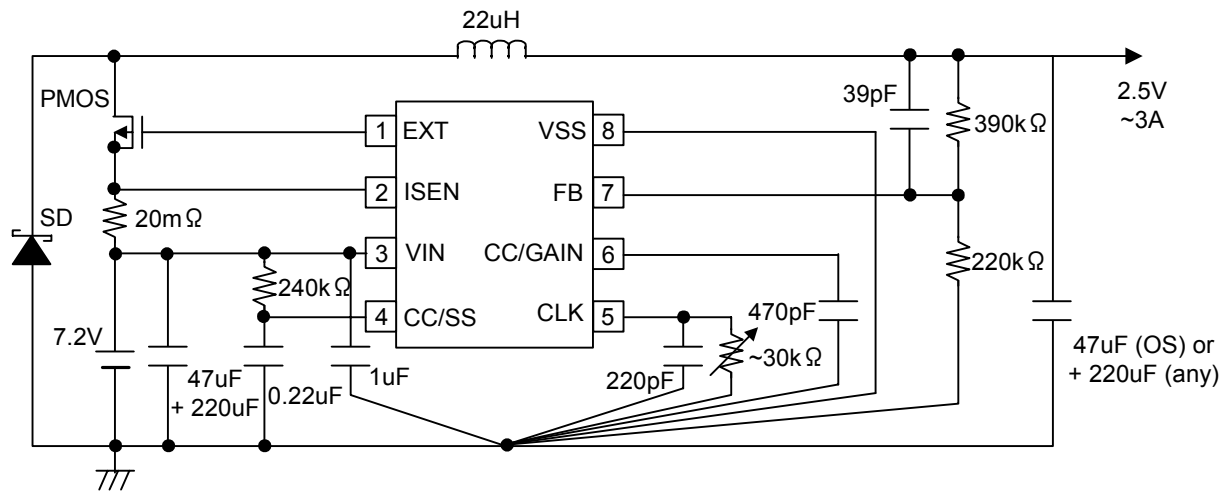 22uH
PMOS
39pF
390kΩ
2.5V
~3A
1 EXT VSS 8
2 ISEN FB 7
SD
20mΩ
3 VIN CC/GAIN 6
220kΩ
240kΩ
4 CC/SS CLK 5
470pF
7.2V
~30kΩ
47uF
+ 220uF
0.22uF
1uF
220pF
47uF (OS) or
+ 220uF (any)